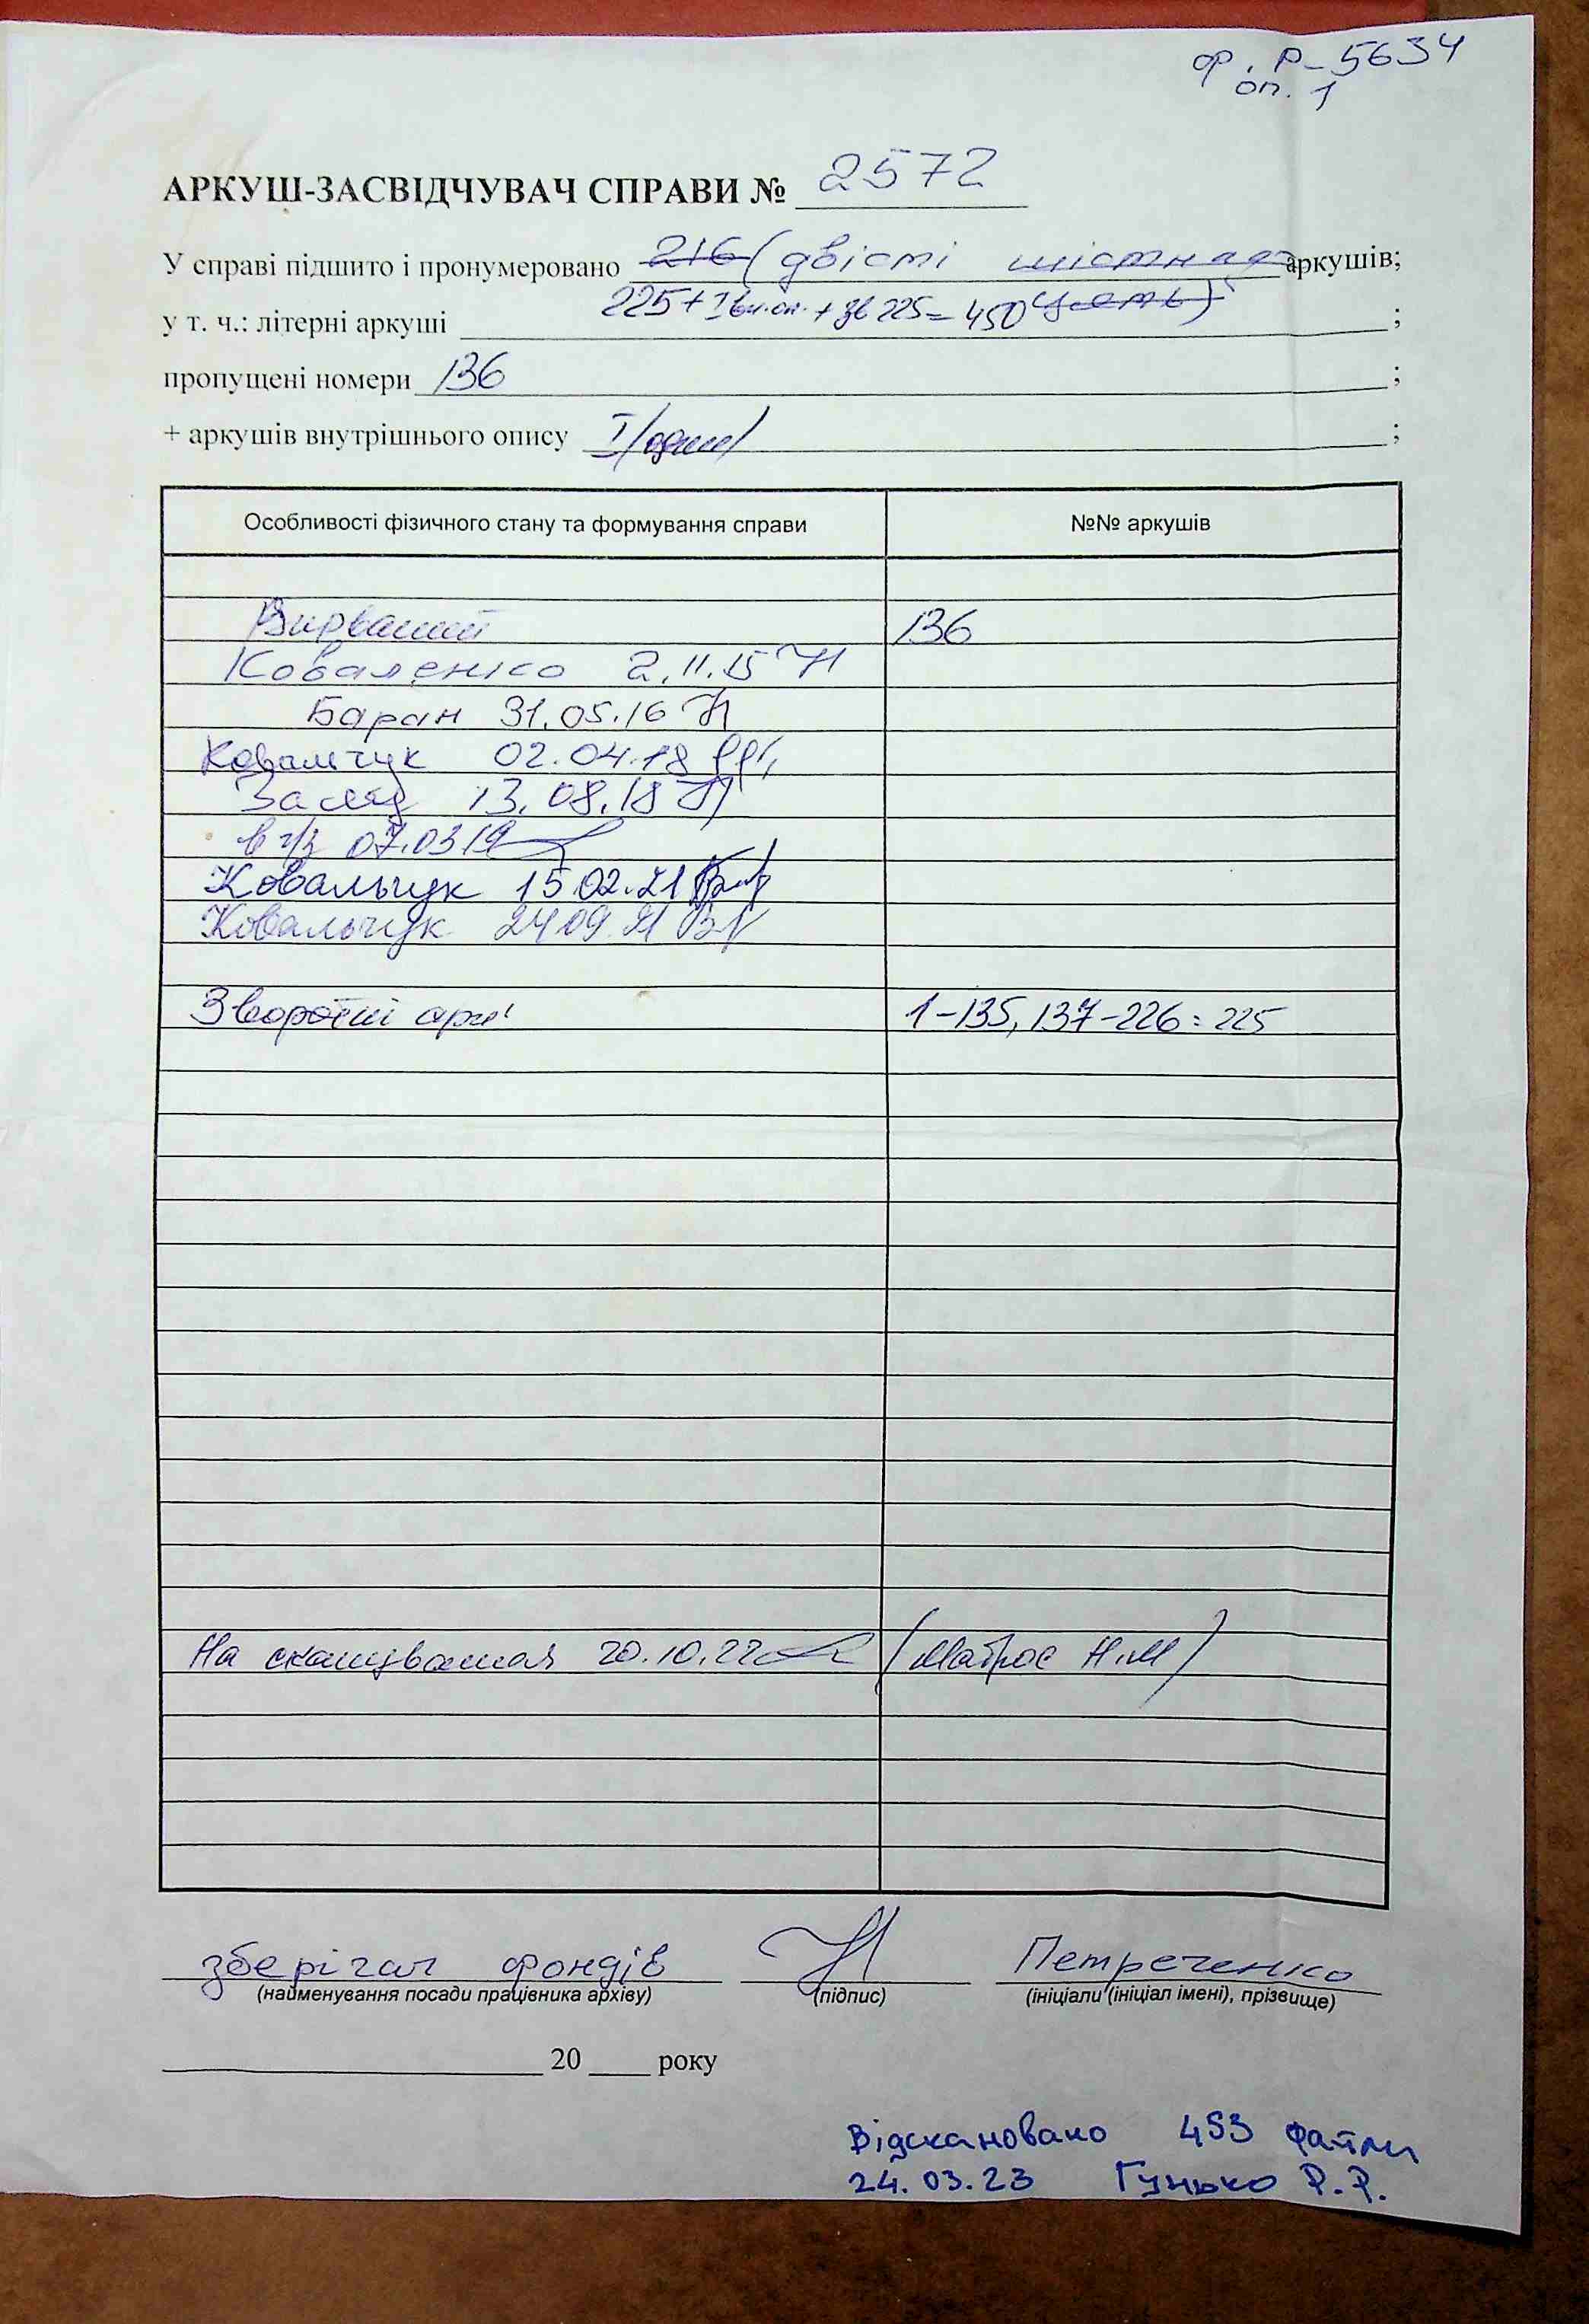 ф. Р-5634
оп. 1
АРКУШ-ЗАСВІДЧУВАЧ СПРАВИ № 2572
У справі підшито і пронумеровано 216 (двісті шістнад аркушів;
225 + I вн.оп. + зв 225 = 450 цять)
у т. ч.: літерні аркуші ;
пропущені номери 136 ;
+ аркушів внутрішнього опису I /один/ ;
Особливості фізичного стану та формування справи №№ аркушів
Вирваний 136
Коваленко 2.11.15
Баран 31.05.16
Ковальчук 02.04.18
13.08.18
07.03.19
Ковальчук 15.02.21
Ковальчук 24.09.21
Зворотні арк. 1-135, 137-226 = 225
На сканування 20.10.22 (Матрос Н.М)
зберігач фондів Петреченко
(найменування посади працівника архіву) (підпис) (ініціали (ініціал імені), прізвище)
20 року
Відскановано 453 файли
24.03.23 Гунько Р.Р.